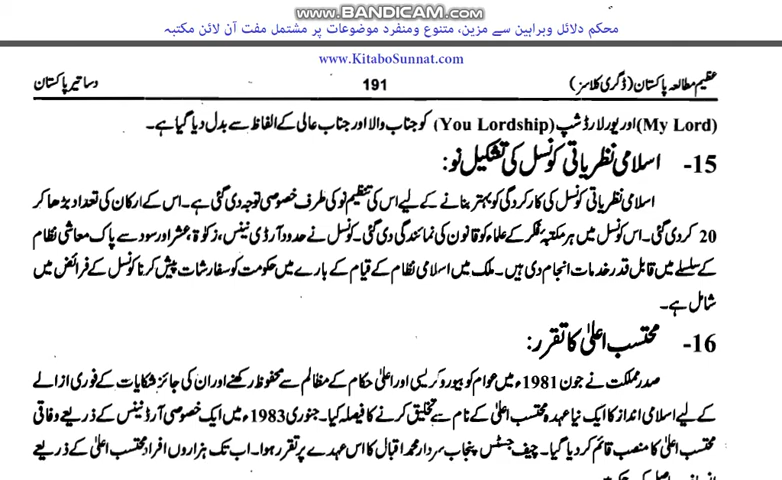 www.BANDICAM.com
محکم دلائل وبراہین سے مزین، متنوع ومنفرد موضوعات پر مشتمل مفت آن لائن مکتبہ
www.KitaboSunnat.com
عظیم مطالعہ پاکستان (ڈگری کلاسز) 191 دساتیر پاکستان
(My Lord) اور یور لارڈ شپ (You Lordship) کو جناب والا اور جناب عالی کے الفاظ سے بدل دیا گیا ہے۔
15- اسلامی نظریاتی کونسل کی تشکیل نو:
اسلامی نظریاتی کونسل کی کارکردگی کو بہتر بنانے کے لیے اس کی تنظیم نو کی طرف خصوصی توجہ دی گئی ہے۔ اس کے ارکان کی تعداد بڑھا کر
20 کر دی گئی۔ اس کونسل میں ہر مکتبہ فکر کے علماء کو قانون کی نمائندگی دی گئی۔ کونسل نے حدود آرڈی نینس، زکوٰۃ، عشر اور سود سے پاک معاشی نظام
کے سلسلے میں قابل قدر خدمات انجام دی ہیں۔ ملک میں اسلامی نظام کے قیام کے بارے میں حکومت کو سفارشات پیش کرنا کونسل کے فرائض میں
شامل ہے۔
16- محتسب اعلیٰ کا تقرر:
صدر مملکت نے جون 1981ء میں عوام کو بیوروکریسی اور اعلیٰ حکام کے مظالم سے محفوظ رکھنے اور ان کی جائز شکایات کے فوری ازالے
کے لیے اسلامی انداز کا ایک نیا عہدہ محتسب اعلیٰ کے نام سے تخلیق کرنے کا فیصلہ کیا۔ جنوری 1983ء میں ایک خصوصی آرڈیننس کے ذریعے وفاقی
محتسب اعلیٰ کا منصب قائم کر دیا گیا۔ چیف جسٹس پنجاب سردار محمد اقبال کا اس عہدے پر تقرر ہوا۔ اب تک ہزاروں افراد محتسب اعلیٰ کے ذریعے